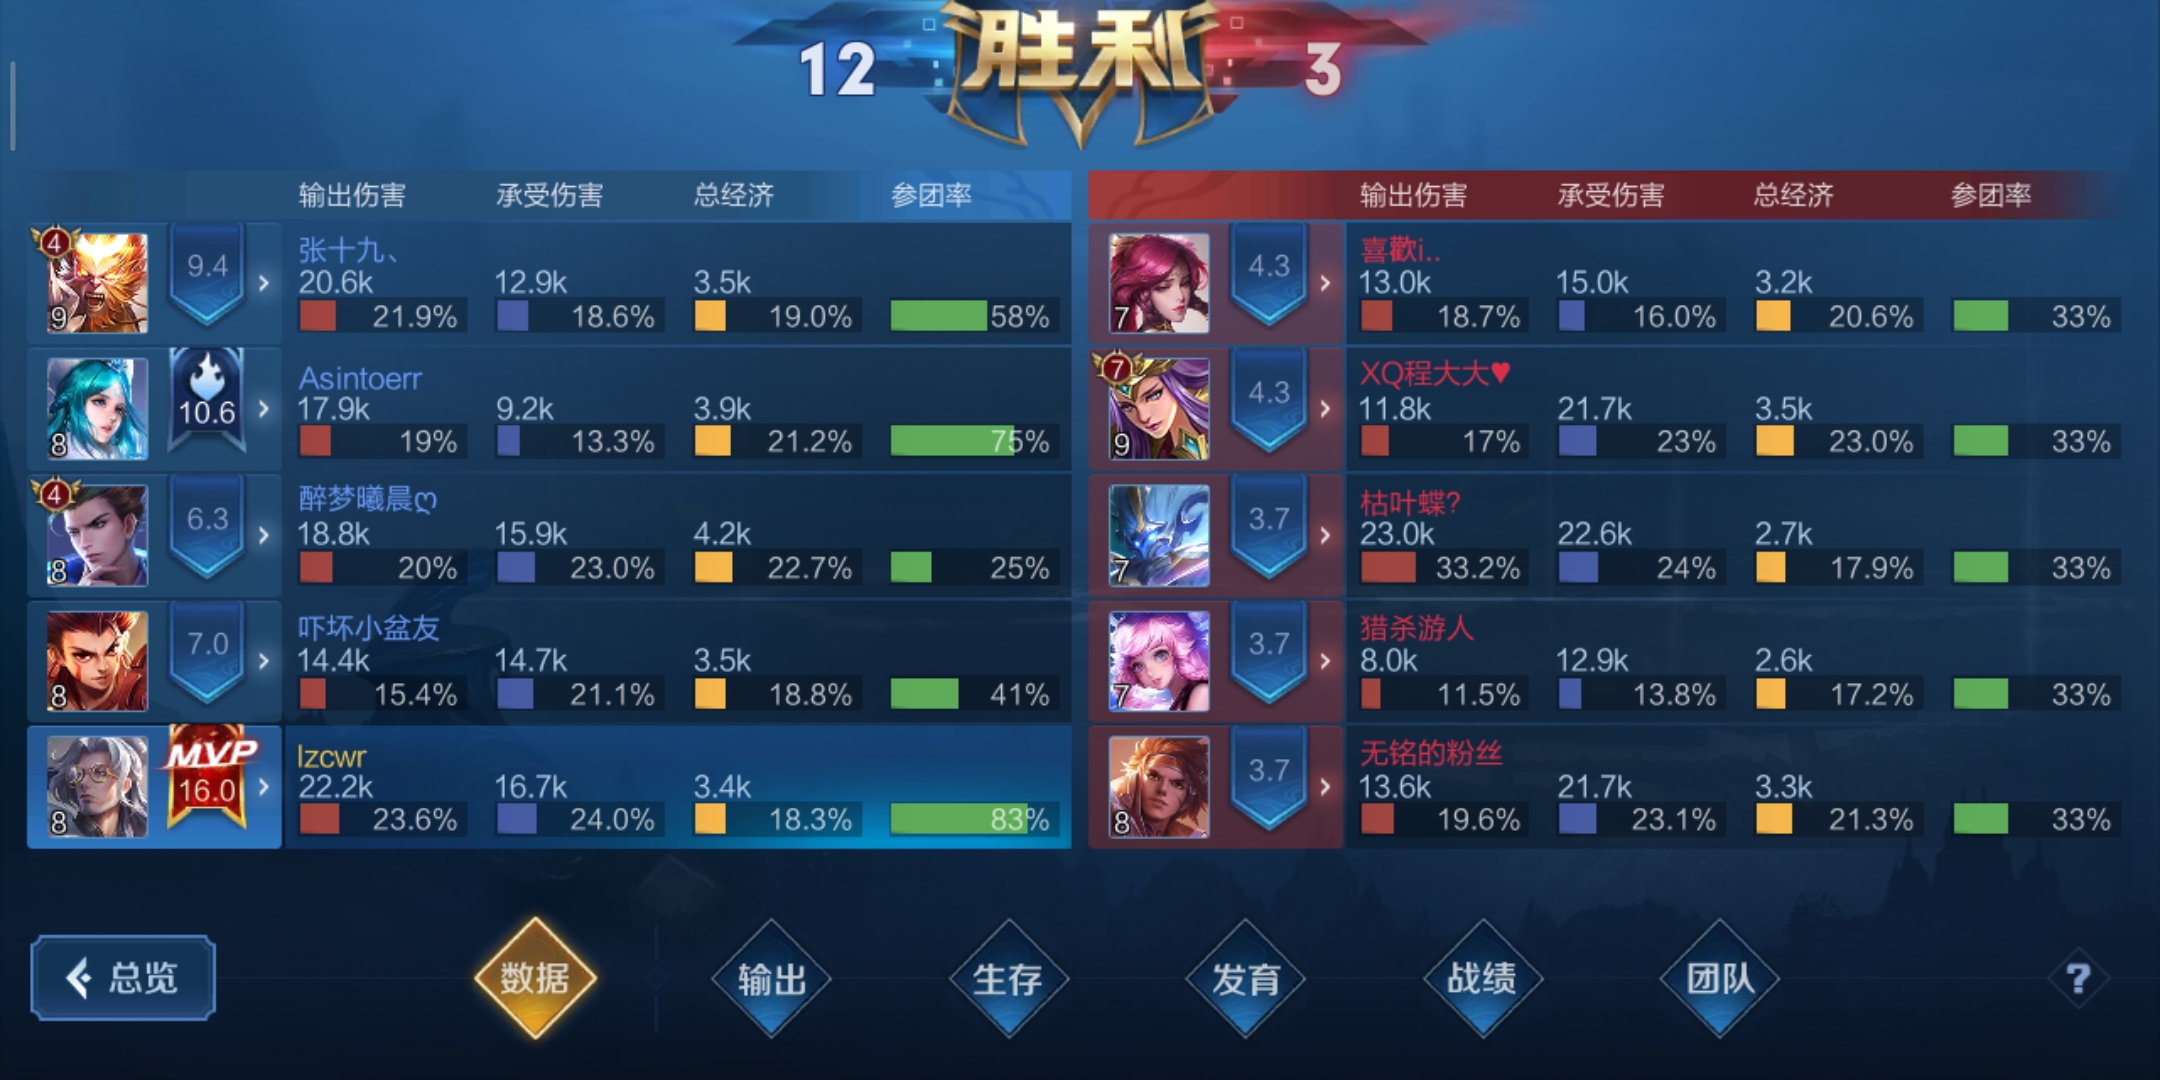 12 胜利 3
输出伤害 承受伤害 总经济 参团率
输出伤害 承受伤害 总经济 参团率
4 9 9.4 张十九、
20.6k 12.9k 3.5k
21.9% 18.6% 19.0% 58%
8 10.6 Asintoerr
17.9k 9.2k 3.9k
19% 13.3% 21.2% 75%
4 8 6.3 醉梦曦晨ღ
18.8k 15.9k 4.2k
20% 23.0% 22.7% 25%
8 7.0 吓坏小盆友
14.4k 14.7k 3.5k
15.4% 21.1% 18.8% 41%
8 MVP 16.0 lzcwr
22.2k 16.7k 3.4k
23.6% 24.0% 18.3% 83%
7 4.3 喜歡i..
13.0k 15.0k 3.2k
18.7% 16.0% 20.6% 33%
7 9 4.3 XQ程大大♥
11.8k 21.7k 3.5k
17% 23% 23.0% 33%
7 3.7 枯叶蝶?
23.0k 22.6k 2.7k
33.2% 24% 17.9% 33%
7 3.7 猎杀游人
8.0k 12.9k 2.6k
11.5% 13.8% 17.2% 33%
8 3.7 无铭的粉丝
13.6k 21.7k 3.3k
19.6% 23.1% 21.3% 33%
总览 数据 输出 生存 发育 战绩 团队 ?